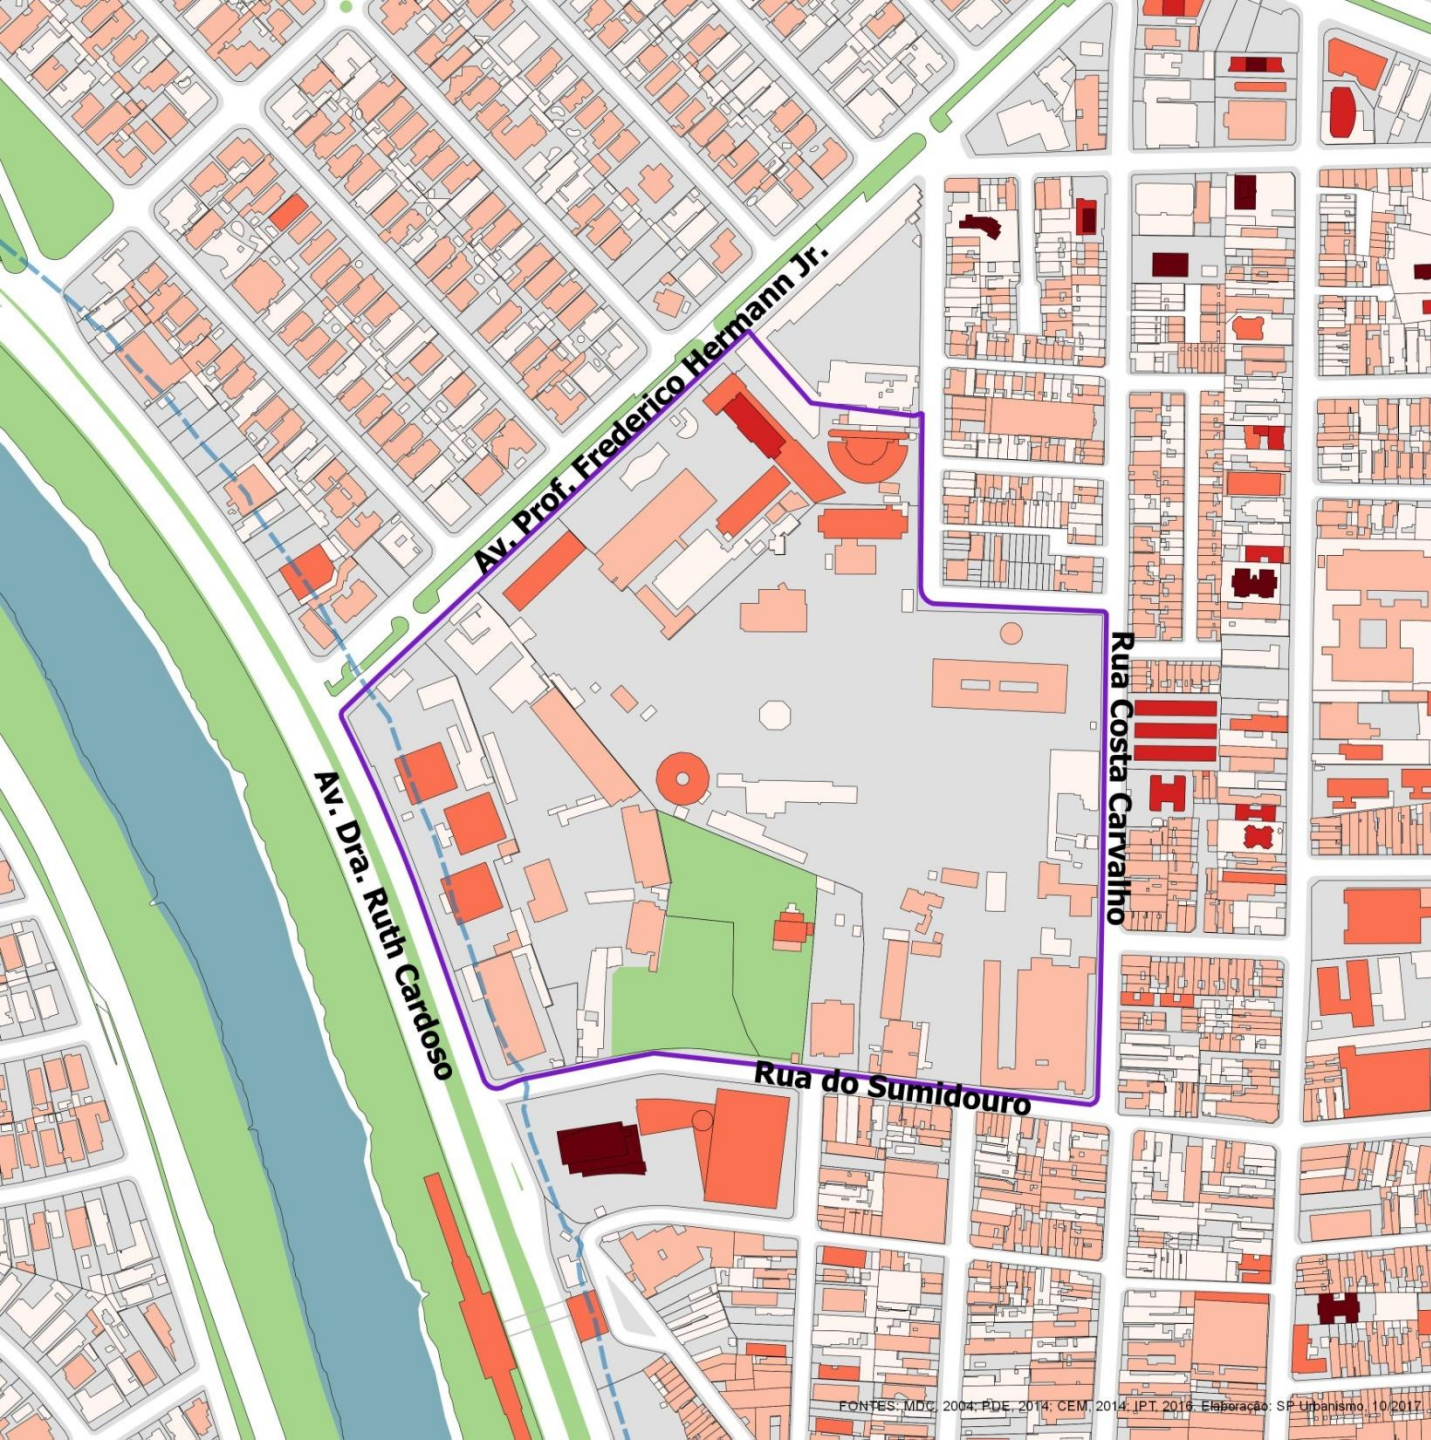 Av. Prof. Frederico Hermann Jr.
Rua Costa Carvalho
Av. Dra. Ruth Cardoso
Rua do Sumidouro
FONTES: MDC, 2004; PDE, 2014; CEM, 2014; IPT, 2016. Elaboração: SP Urbanismo, 10/2017